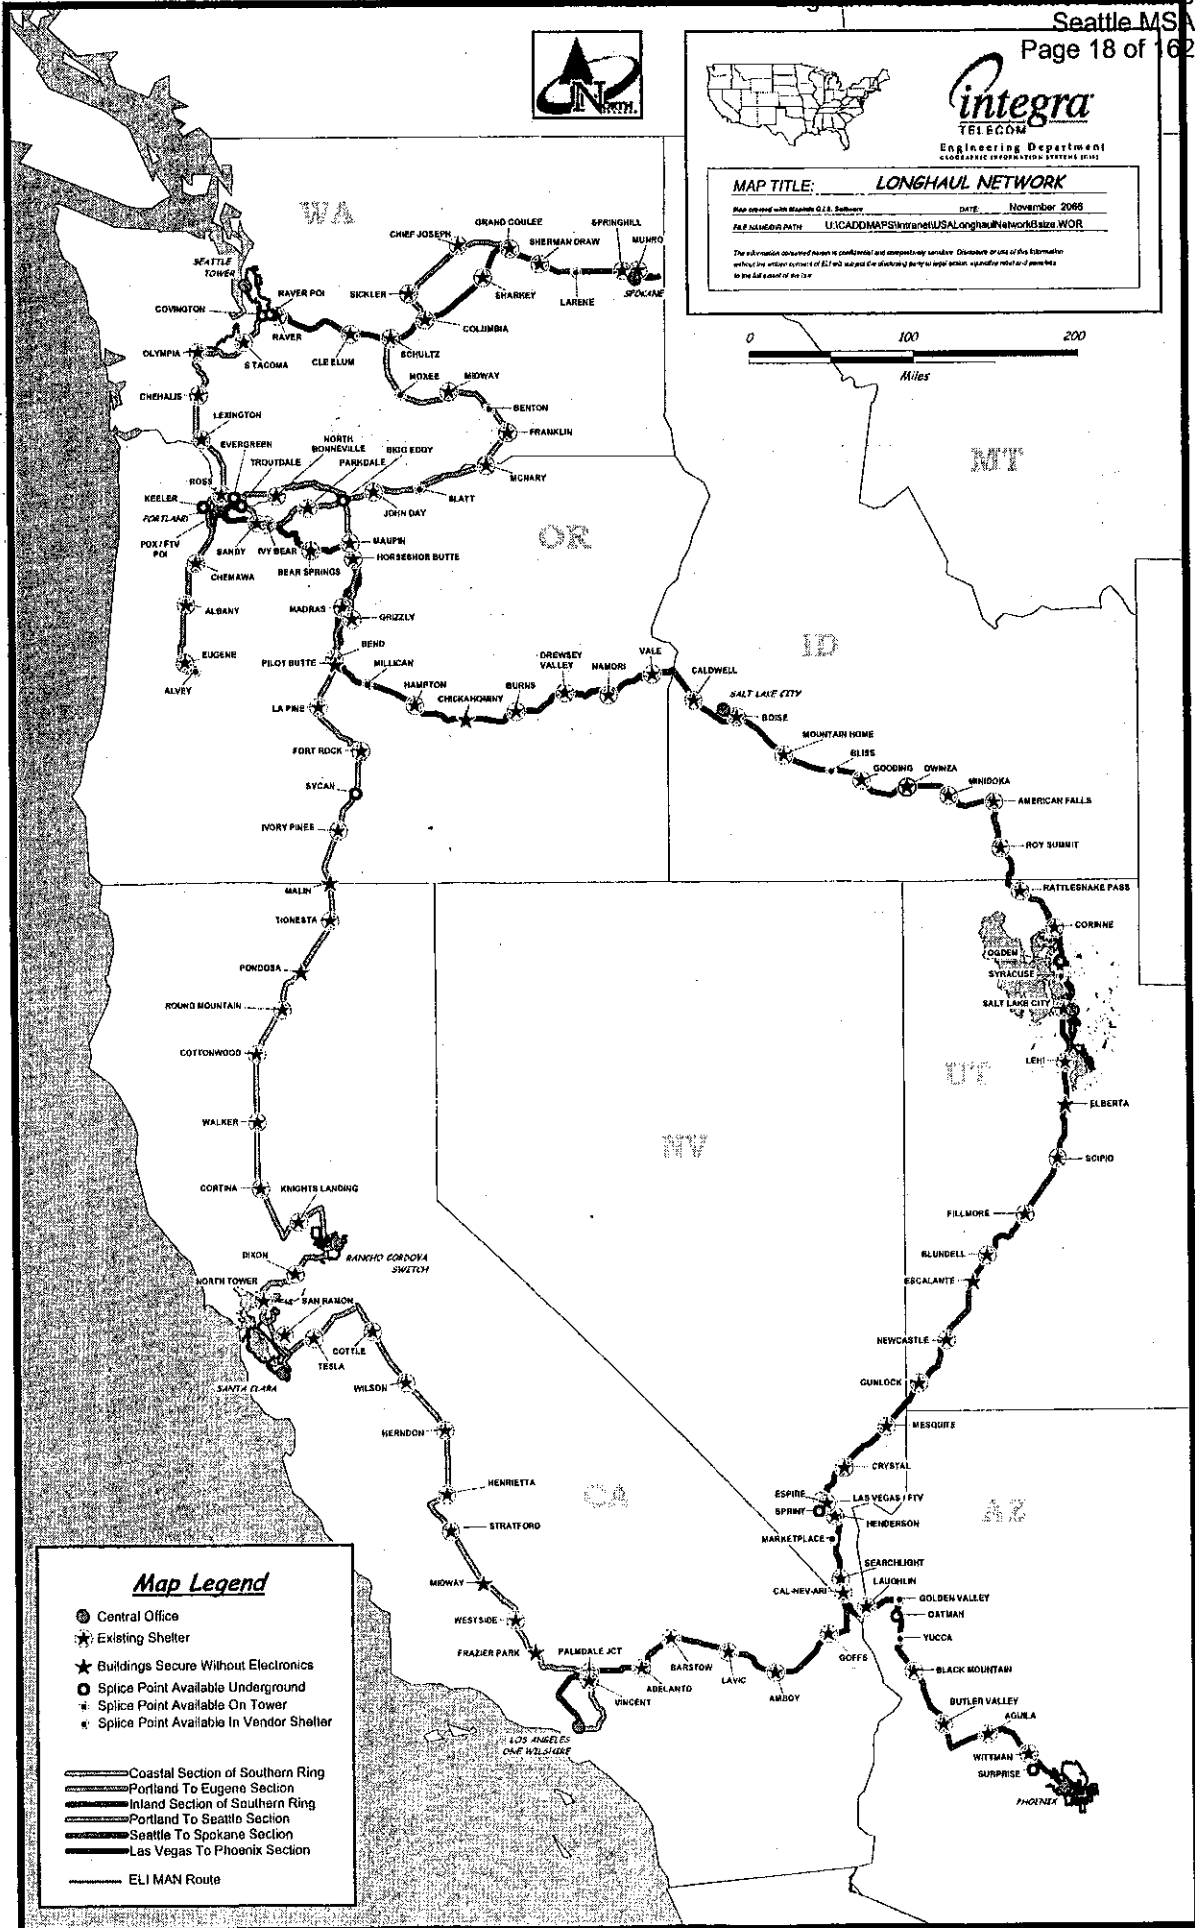 Seattle MSA
Page 18 of 162
NORTH
integra
TELECOM
Engineering Department
GEOGRAPHIC INFORMATION SYSTEMS (GIS)
MAP TITLE: LONGHAUL NETWORK
DATE: November 2006
0 100 200
Miles
WA
MT
OR
ID
UT
NV
CA
AZ
SEATTLE
TOWER
COVINGTON
RAVER POI
RAVER
OLYMPIA
S TACOMA
CLE ELUM
SCHULTZ
SICKLER
CHIEF JOSEPH
GRAND COULEE
SHERMAN DRAW
SPRINGHILL
MUNRO
SPOKANE
LARENE
SHARKEY
COLUMBIA
MOXEE
MIDWAY
BENTON
FRANKLIN
MCNARY
CHEHALIS
LEXINGTON
EVERGREEN
TROUTDALE
NORTH
BONNEVILLE
PARKDALE
BIGG EDDY
ROSS
KEELER
PORTLAND
PDX / FTV
POI
SANDY
IVY BEAR
BEAR SPRINGS
JOHN DAY
SLATT
MAUPIN
HORSESHOR BUTTE
CHEMAWA
ALBANY
EUGENE
ALVEY
MADRAS
GRIZZLY
BEND
PILOT BUTTE
MILLICAN
HAMPTON
CHICKAHOMINY
BURNS
DREWSEY
VALLEY
NAMORI
VALE
CALDWELL
SALT LAKE CITY
BOISE
MOUNTAIN HOME
BLISS
GOODING
OWINZA
MINIDOKA
AMERICAN FALLS
ROY SUMMIT
RATTLESNAKE PASS
CORINNE
OGDEN
SYRACUSE
SALT LAKE CITY
LEHI
ELBERTA
SCIPIO
FILLMORE
BLUNDELL
ESCALANTE
NEWCASTLE
GUNLOCK
MESQUITE
CRYSTAL
ESPIRE
LAS VEGAS / FTV
SPRINT
HENDERSON
MARKETPLACE
SEARCHLIGHT
CAL-NEV-ARI
LAUGHLIN
GOLDEN VALLEY
OATMAN
YUCCA
BLACK MOUNTAIN
BUTLER VALLEY
AGUILA
WITTMAN
SURPRISE
PHOENIX
LA PINE
FORT ROCK
SYCAN
IVORY PINES
MALIN
TIONESTA
PONDOSA
ROUND MOUNTAIN
COTTONWOOD
WALKER
CORTINA
KNIGHTS LANDING
RANCHO CORDOVA
SWITCH
DIXON
NORTH TOWER
SAN RAMON
TESLA
COTTLE
SANTA CLARA
WILSON
HERNDON
HENRIETTA
STRATFORD
MIDWAY
WESTSIDE
FRAZIER PARK
PALMDALE JCT
VINCENT
LOS ANGELES
ONE WILSHIRE
ADELANTO
BARSTOW
LAVIC
AMBOY
GOFFS
Map Legend
Central Office
Existing Shelter
Buildings Secure Without Electronics
Splice Point Available Underground
Splice Point Available On Tower
Splice Point Available In Vendor Shelter
Coastal Section of Southern Ring
Portland To Eugene Section
Inland Section of Southern Ring
Portland To Seattle Section
Seattle To Spokane Section
Las Vegas To Phoenix Section
ELI MAN Route